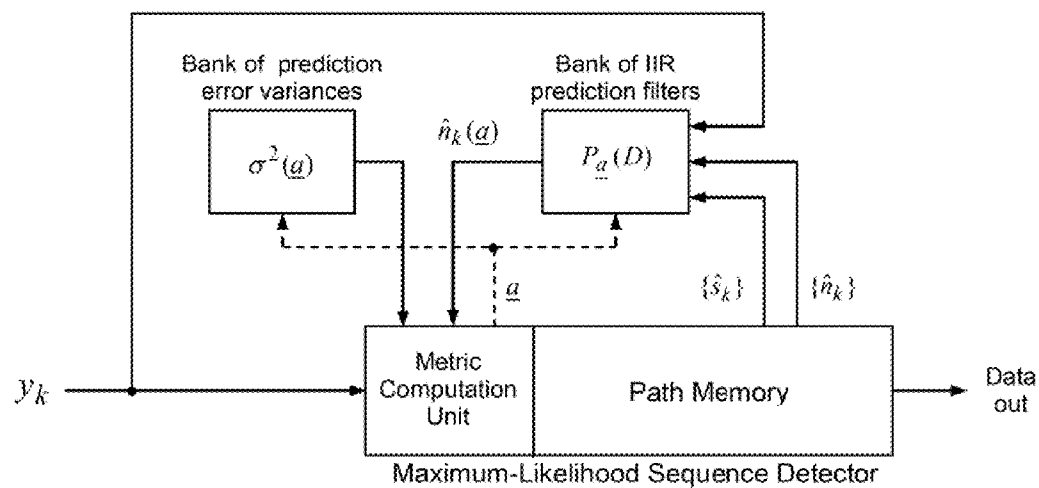 Bank of prediction
error variances
Bank of IIR
prediction filters
σ²(a̲)
n̂ₖ(a̲)
P_a̲(D)
a̲
{ŝₖ}
{n̂ₖ}
yₖ
Metric
Computation
Unit
Path Memory
Data
out
Maximum-Likelihood Sequence Detector